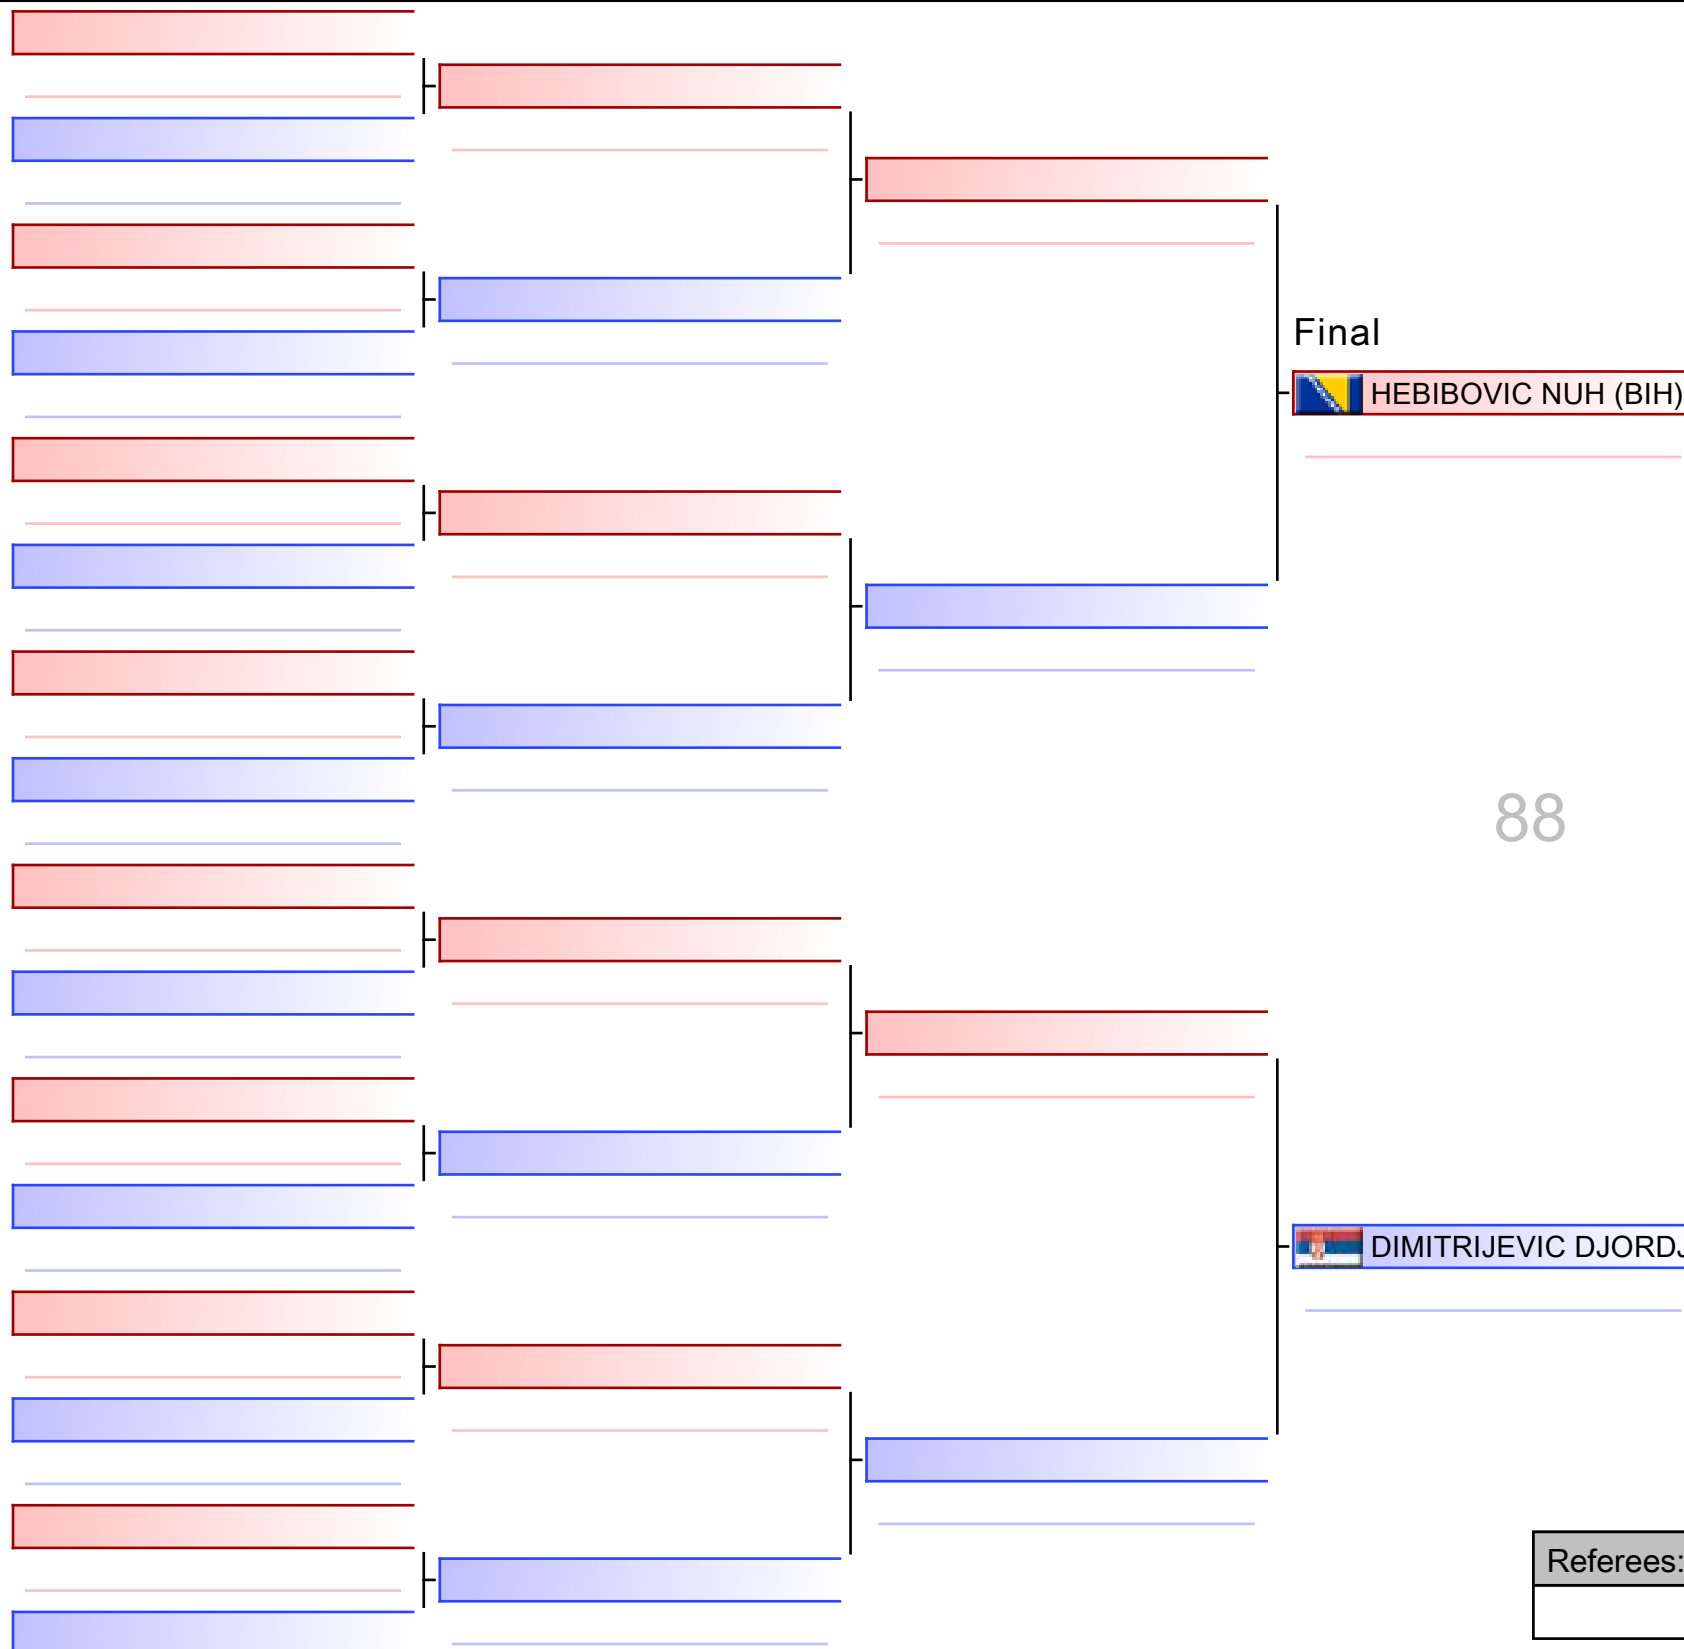 Final
HEBIBOVIC NUH (BIH)
88
DIMITRIJEVIC DJORDJ
Referees: